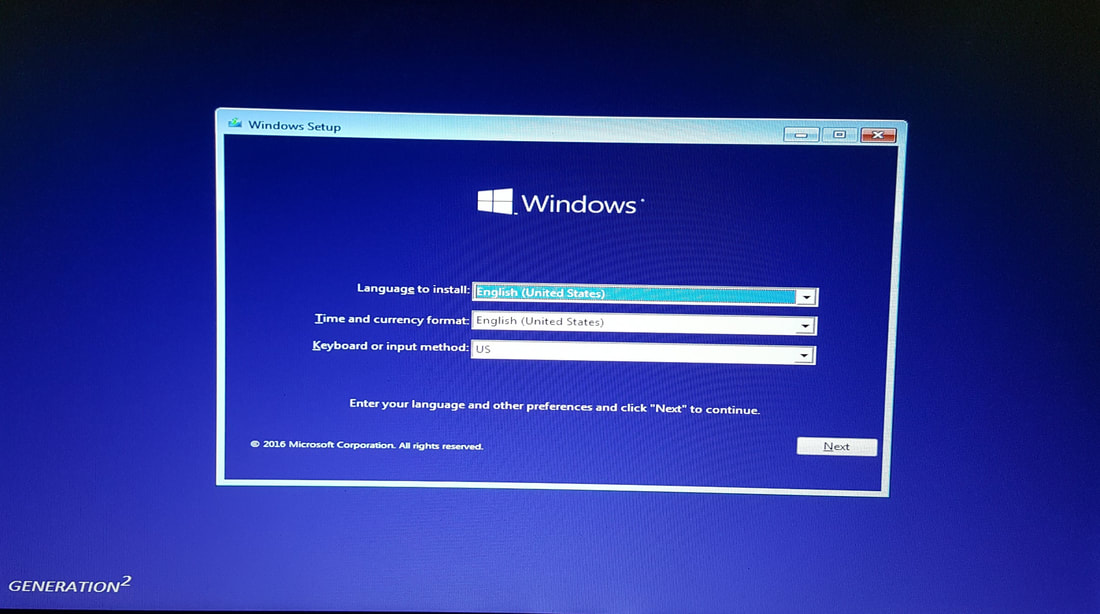 Windows Setup
Windows
Language to install: English (United States)
Time and currency format: English (United States)
Keyboard or input method: US
Enter your language and other preferences and click "Next" to continue.
© 2016 Microsoft Corporation. All rights reserved.
Next
GENERATION²